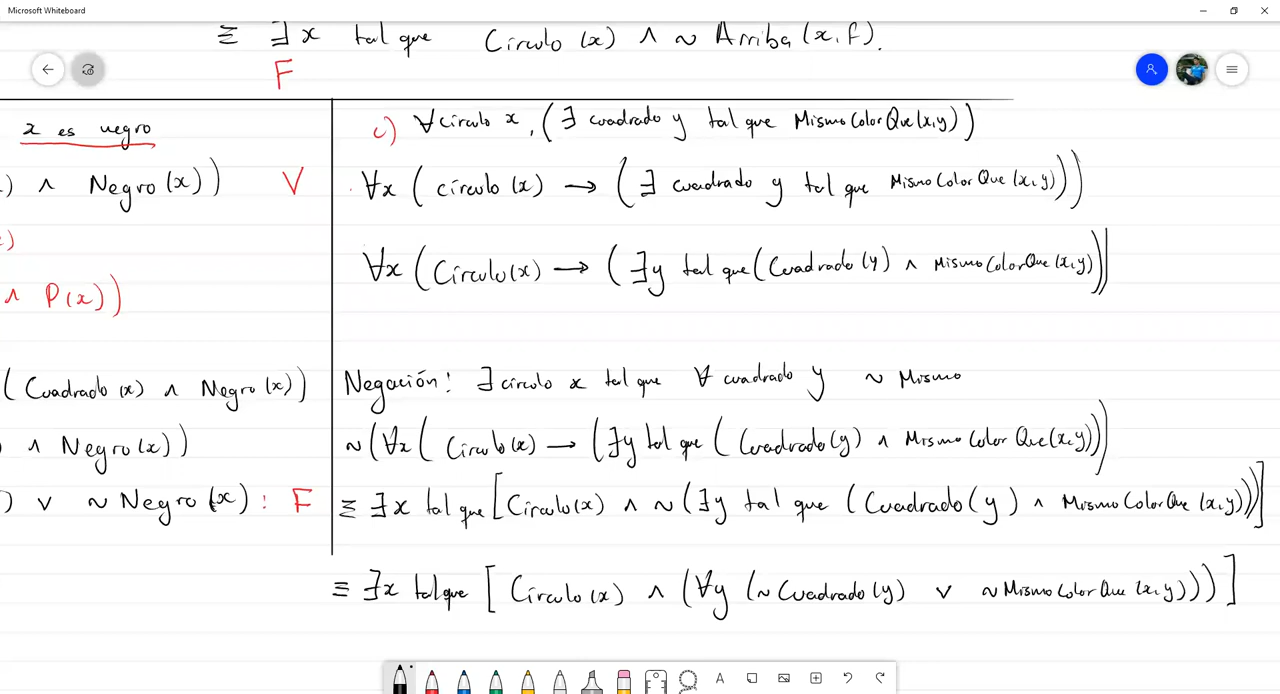 Microsoft Whiteboard
≡ ∃x tal que Círculo (x) ∧ ~ Arriba (x, f).
F
x es negro
) ∧ Negro(x)) V
)
∧ P(x))
(Cuadrado (x) ∧ Negro (x))
∧ Negro(x))
) ∨ ~ Negro(x) : F
c) ∀ círculo x, (∃ cuadrado y tal que MismoColorQue(x,y))
∀x (círculo(x) → (∃ cuadrado y tal que MismoColorQue(x,y)))
∀x (Círculo(x) → (∃y tal que (Cuadrado(y) ∧ MismoColorQue(x,y)))
Negación: ∃ círculo x tal que ∀ cuadrado y ~ Mismo
~(∀x( Círculo(x) → (∃y tal que ( Cuadrado(y) ∧ MismoColorQue(x,y)))
≡ ∃x tal que [Círculo(x) ∧ ~(∃y tal que (Cuadrado(y) ∧ MismoColorQue(x,y)))]
≡ ∃x tal que [ Círculo(x) ∧ (∀y (~Cuadrado(y) ∨ ~MismoColorQue(x,y))) ]